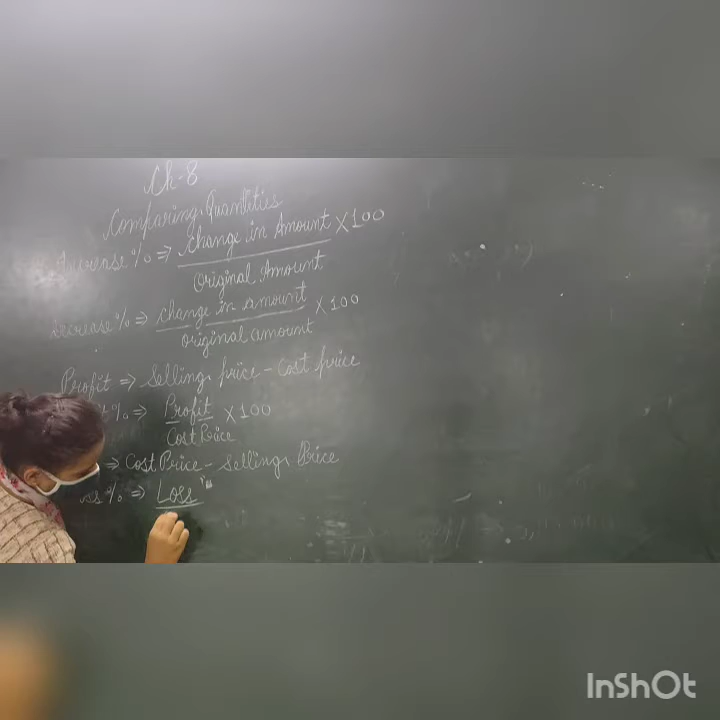 Ch-8
Comparing Quantities
Increase % ⇒ change in Amount × 100
Original Amount
Decrease % ⇒ change in amount × 100
original amount
Profit ⇒ Selling price - Cost price
t % ⇒ Profit × 100
Cost Price
⇒ Cost Price - Selling Price
ss % ⇒ Loss
InShOt